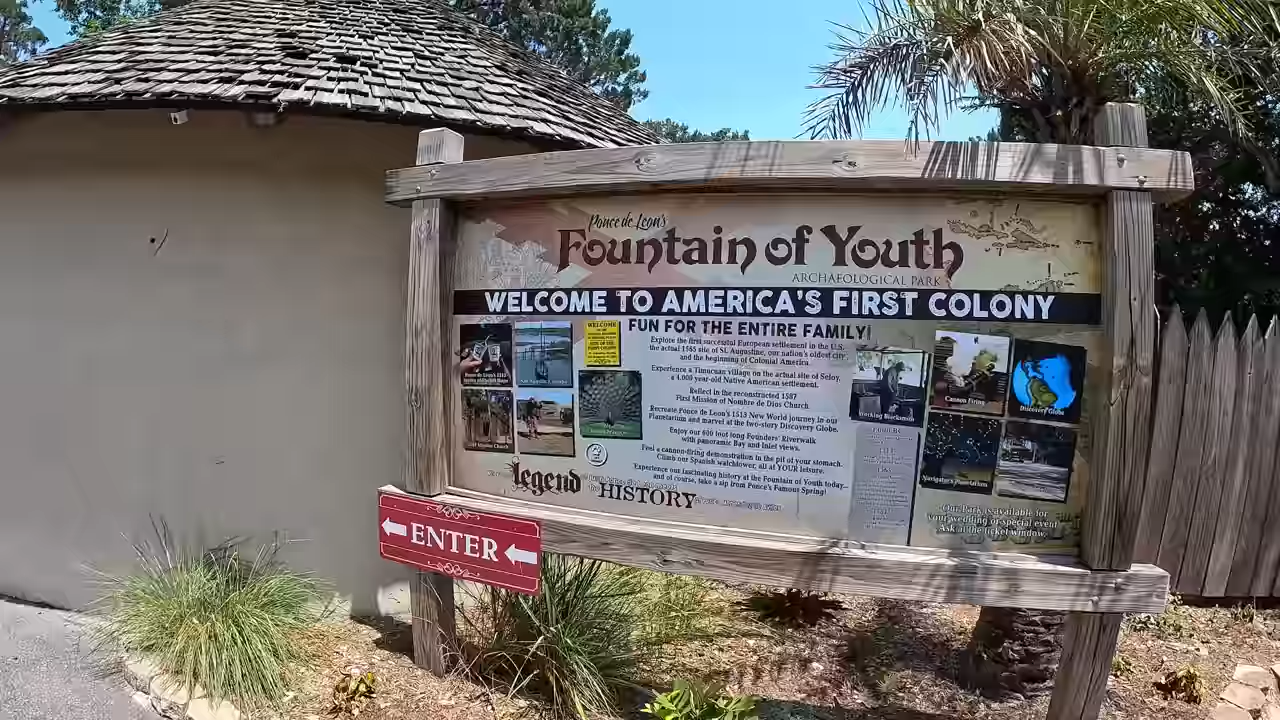 Ponce de Leon's
Fountain of Youth
ARCHAEOLOGICAL PARK
WELCOME TO AMERICA'S FIRST COLONY
FUN FOR THE ENTIRE FAMILY!
Explore the first successful European settlement in the U.S.
the actual 1565 site of St. Augustine, our nation's oldest city,
and the beginning of Colonial America
Experience a Timucuan village on the actual site of Seloy,
a 4,000 year-old Native American settlement.
Reflect in the reconstructed 1587
First Mission of Nombre de Dios Church
Recreate Ponce de Leon's 1513 New World journey in our
Planetarium and marvel at the two-story Discovery Globe.
Enjoy our 600 foot long Founders' Riverwalk
with panoramic Bay and Inlet views.
Feel a cannon-firing demonstration in the pit of your stomach.
Climb our Spanish watchtower, all at YOUR leisure.
Experience our fascinating history at the Fountain of Youth today...
and of course, take a sip from Ponce's Famous Spring!
WELCOME
Working Blacksmith
Cannon Firing
Discovery Globe
Navigator's Planetarium
legend
HISTORY
Our Park is available for
your wedding or special event
Ask at the ticket window.
ENTER